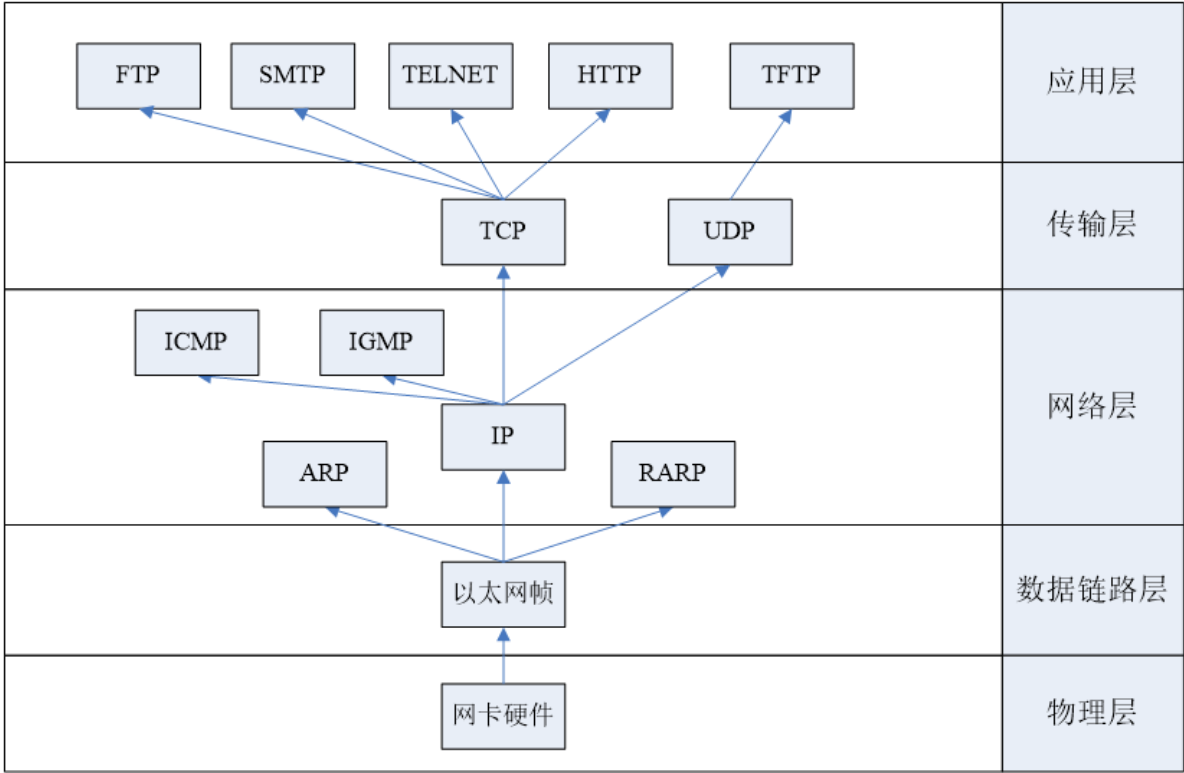 FTP
SMTP
TELNET
HTTP
TFTP
应用层
TCP
UDP
传输层
ICMP
IGMP
IP
ARP
RARP
网络层
以太网帧
数据链路层
网卡硬件
物理层